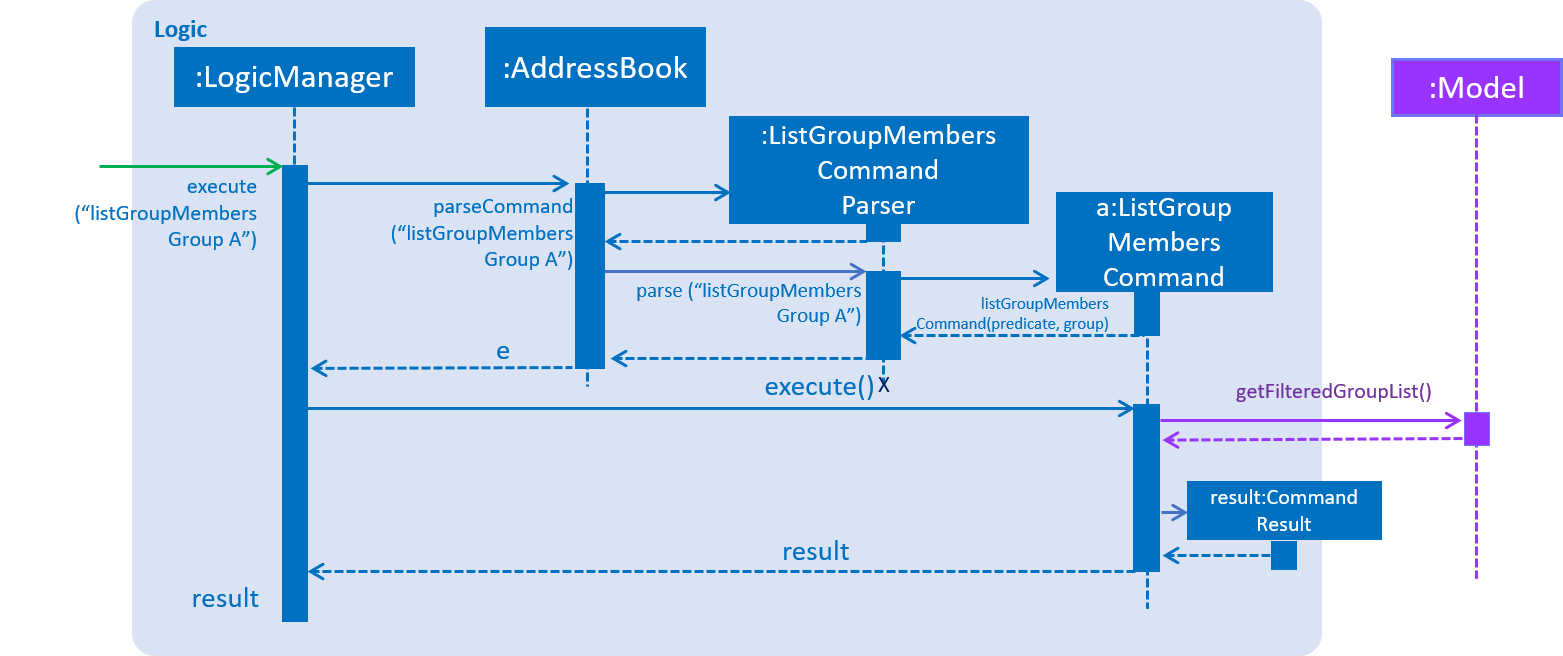 Logic
:LogicManager
:AddressBook
:Model
:ListGroupMembers
Command
Parser
execute
(“listGroupMembers
Group A”)
parseCommand
(“listGroupMembers
Group A”)
a:ListGroup
Members
Command
parse (“listGroupMembers
Group A”)
listGroupMembers
Command(predicate, group)
e
execute()
X
getFilteredGroupList()
result:Command
Result
result
result